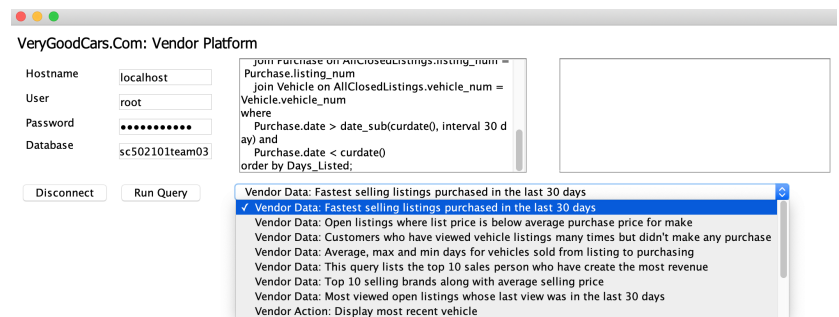 VeryGoodCars.Com: Vendor Platform
Hostname
localhost
User
root
Password
●●●●●●●●●●●
Database
sc502101team03
join Purchase on AllClosedListings.listing_num =
Purchase.listing_num
join Vehicle on AllClosedListings.vehicle_num =
Vehicle.vehicle_num
where
Purchase.date > date_sub(curdate(), interval 30 d
ay) and
Purchase.date < curdate()
order by Days_Listed;
Disconnect
Run Query
Vendor Data: Fastest selling listings purchased in the last 30 days
✓ Vendor Data: Fastest selling listings purchased in the last 30 days
Vendor Data: Open listings where list price is below average purchase price for make
Vendor Data: Customers who have viewed vehicle listings many times but didn't make any purchase
Vendor Data: Average, max and min days for vehicles sold from listing to purchasing
Vendor Data: This query lists the top 10 sales person who have create the most revenue
Vendor Data: Top 10 selling brands along with average selling price
Vendor Data: Most viewed open listings whose last view was in the last 30 days
Vendor Action: Display most recent vehicle